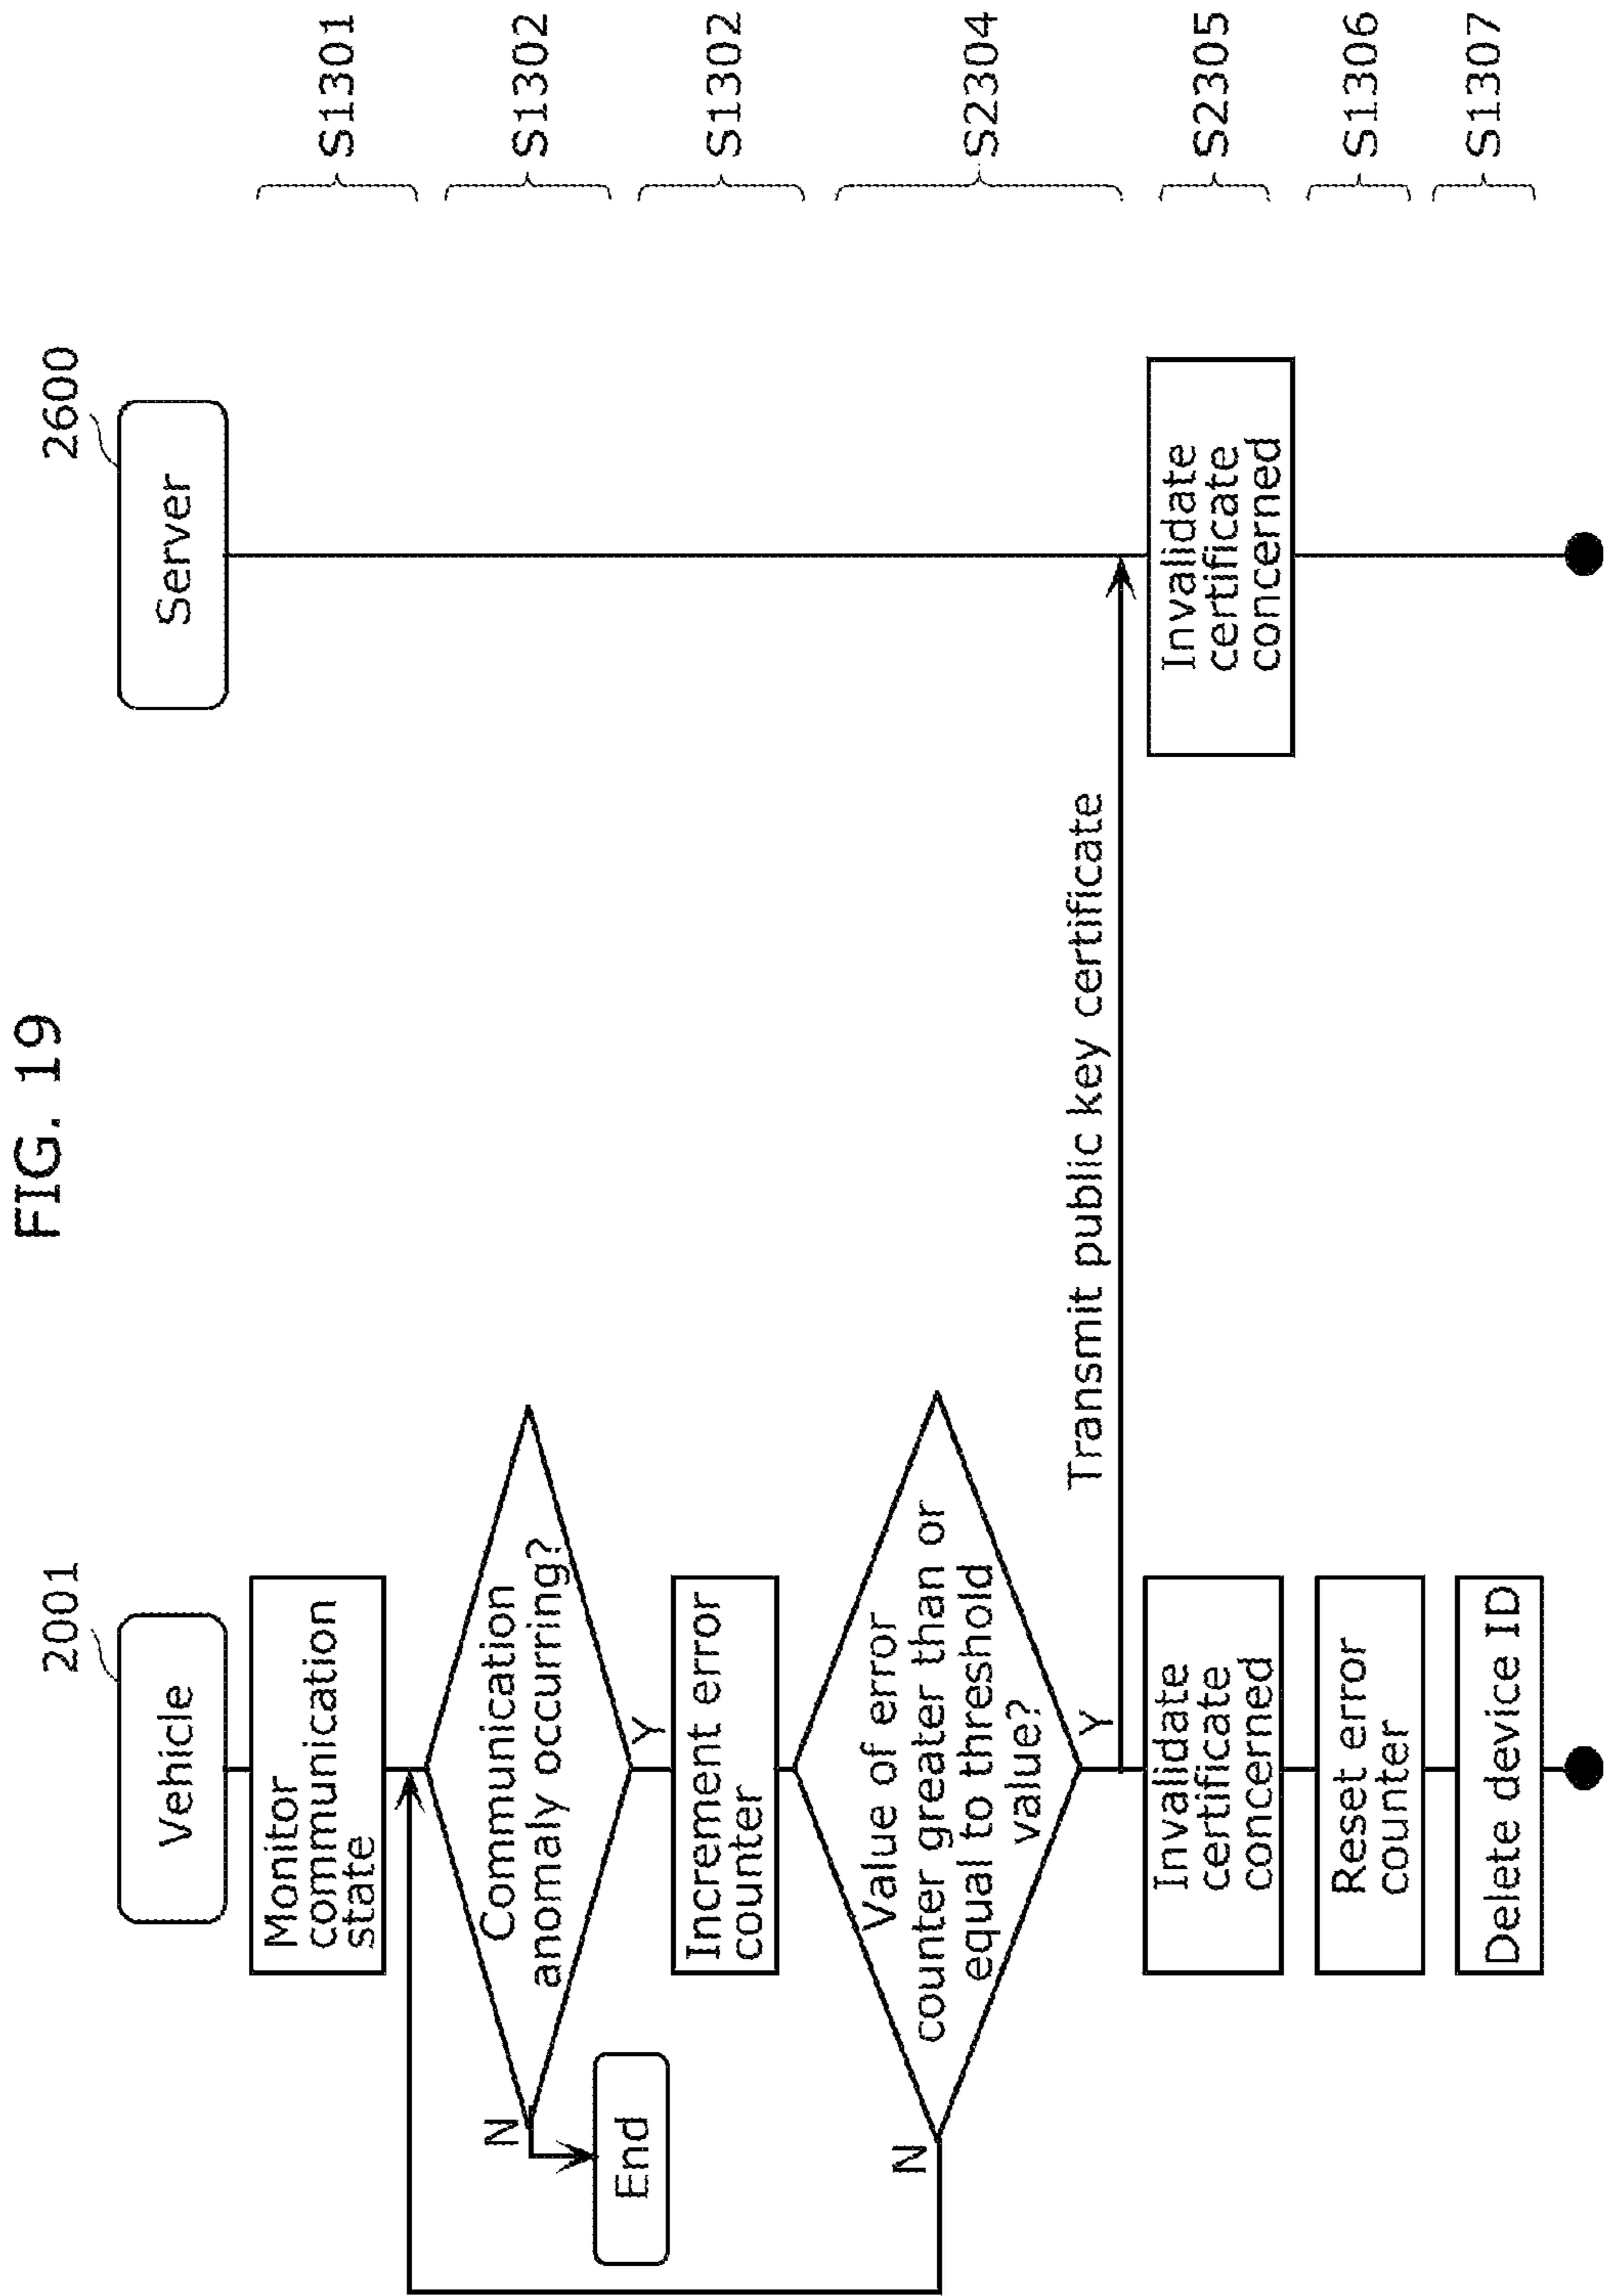 FIG. 19
2001
2600
Vehicle
Server
Monitor
communication
state
S1301
Communication
anomaly occurring?
S1302
N
Y
End
Increment error
counter
S1302
Value of error
counter greater than or
equal to threshold
value?
S2304
N
Y
Transmit public key certificate
Invalidate
certificate
concerned
Invalidate
certificate
concerned
S2305
Reset error
counter
S1306
Delete device ID
S1307